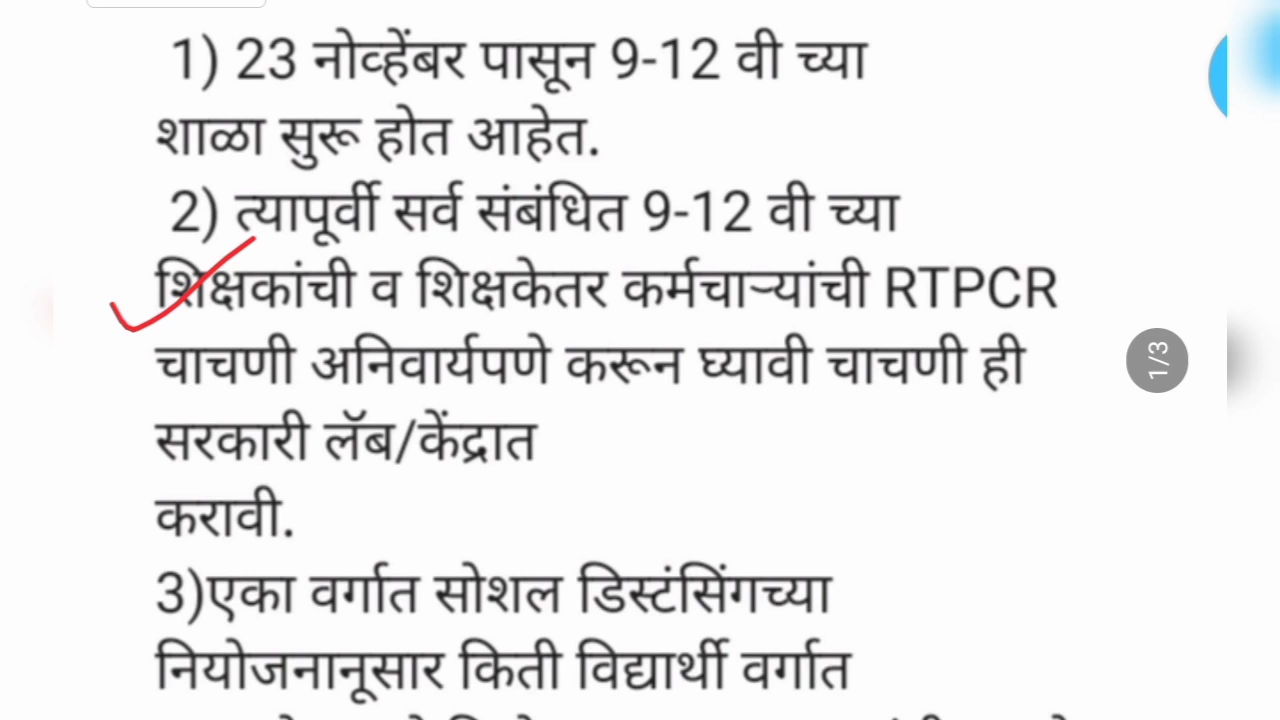 1) 23 नोव्हेंबर पासून 9-12 वी च्या
शाळा सुरू होत आहेत.
2) त्यापूर्वी सर्व संबंधित 9-12 वी च्या
शिक्षकांची व शिक्षकेतर कर्मचाऱ्यांची RTPCR
चाचणी अनिवार्यपणे करून घ्यावी चाचणी ही
सरकारी लॅब/केंद्रात
करावी.
3)एका वर्गात सोशल डिस्टंसिंगच्या
नियोजनानूसार किती विद्यार्थी वर्गात
1/3